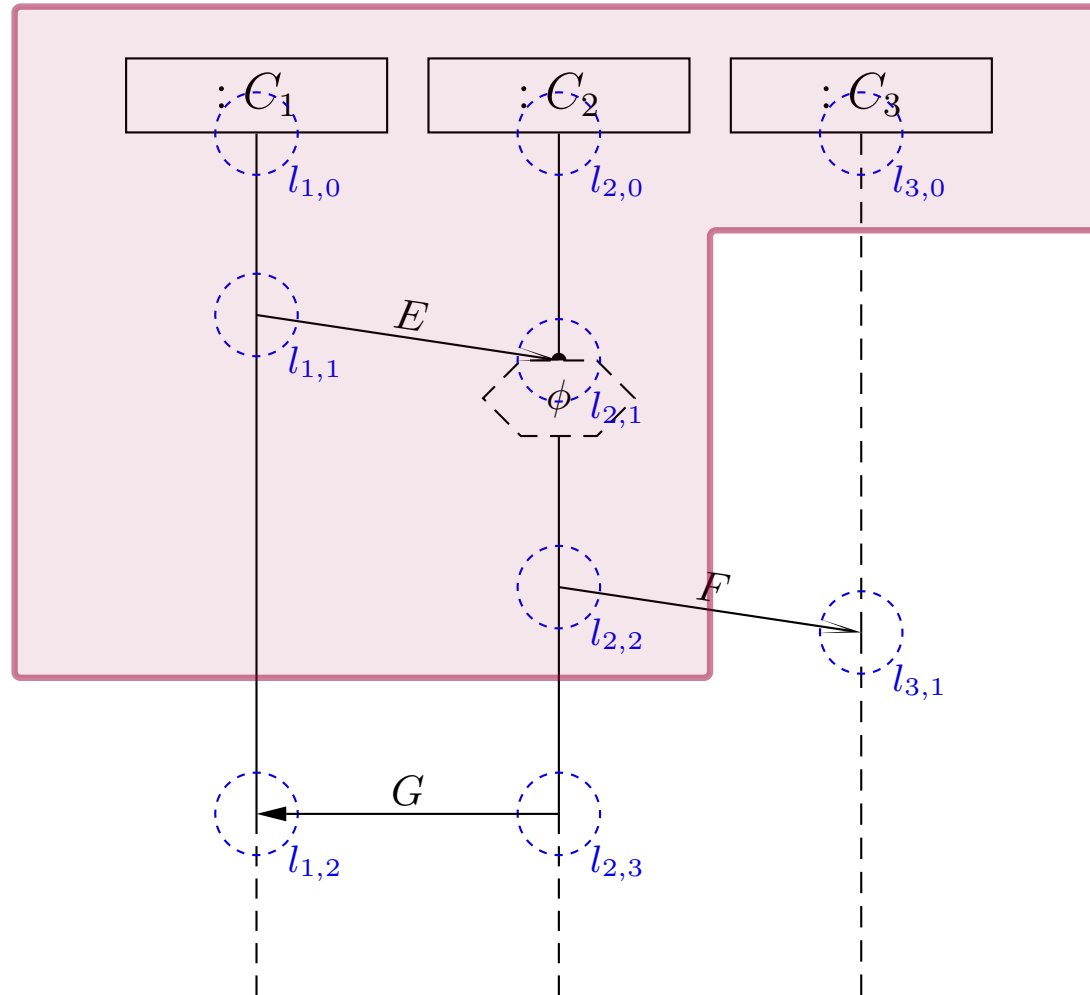 : C₁ : C₂ : C₃
l₁,₀ l₂,₀ l₃,₀
E
l₁,₁
ϕ l₂,₁
F
l₂,₂
l₃,₁
G
l₁,₂ l₂,₃